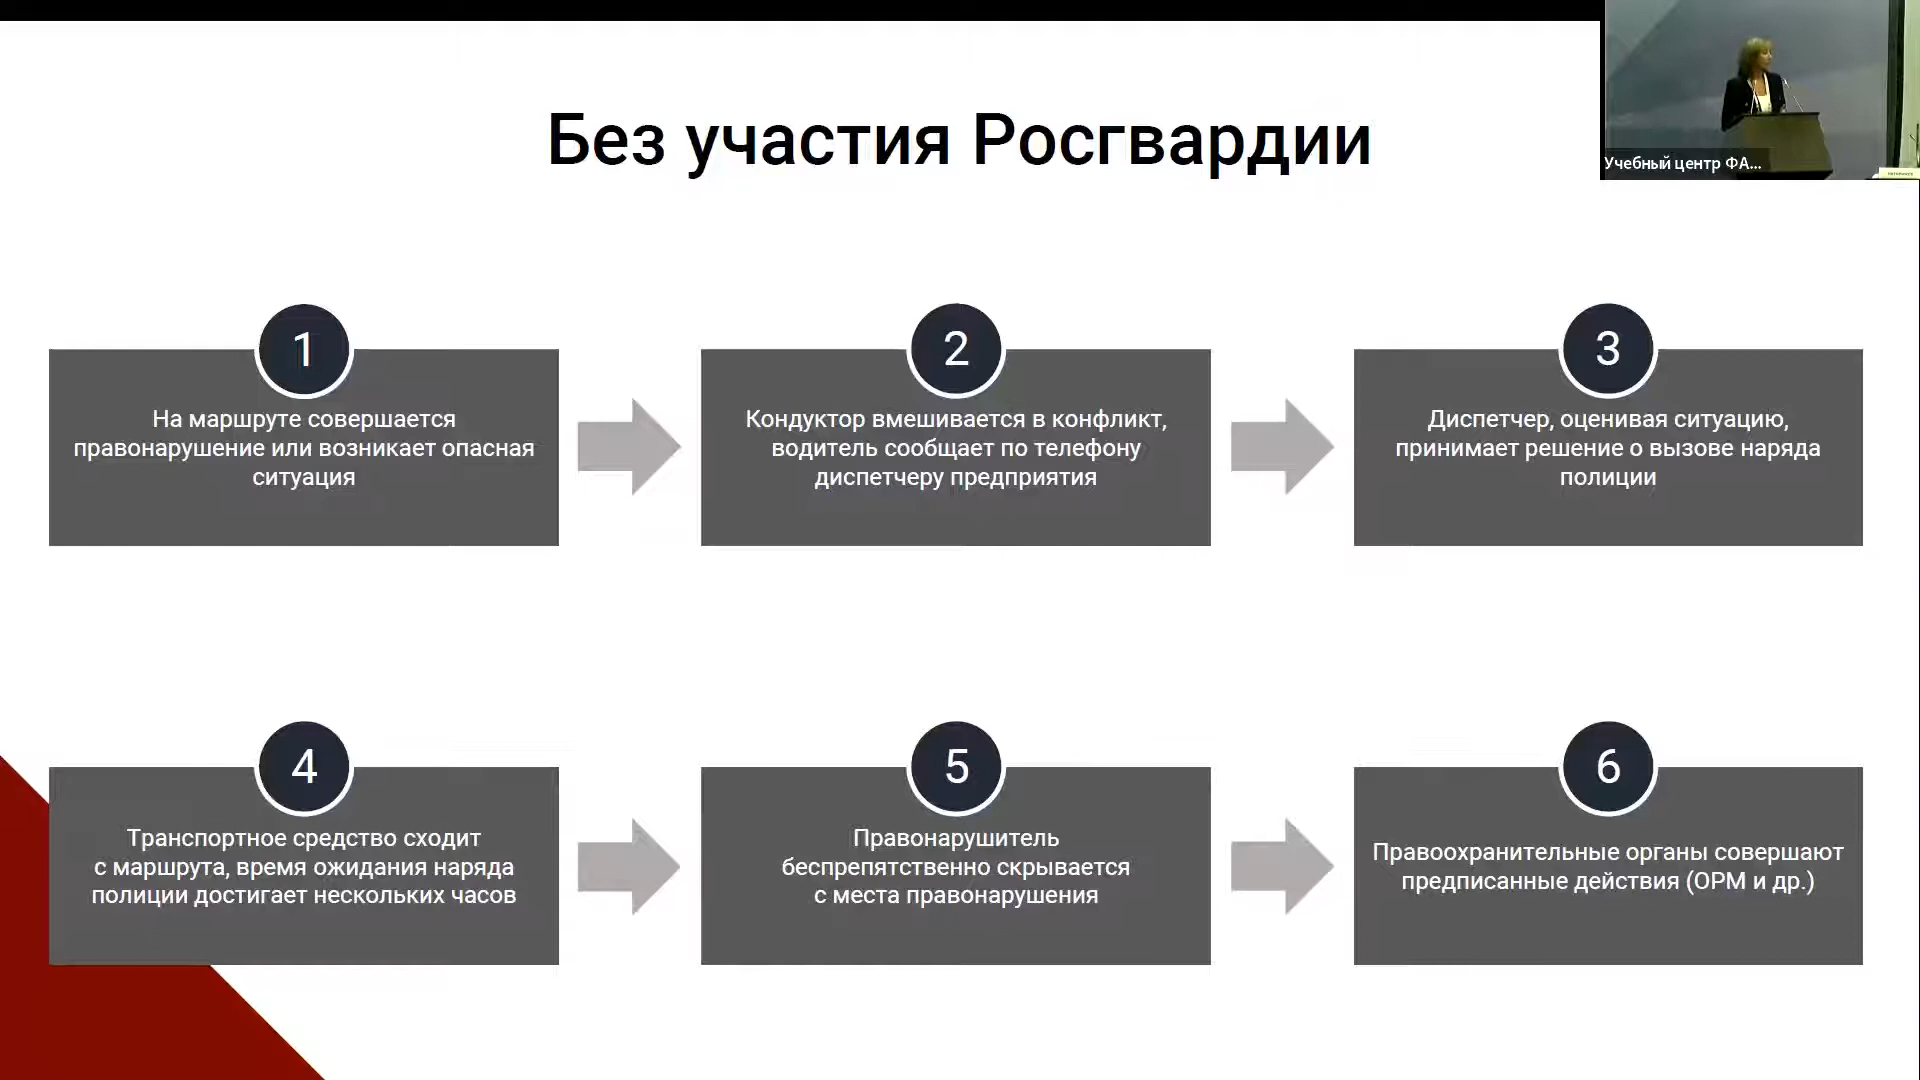 Без участия Росгвардии
Учебный центр ФА...
1
На маршруте совершается
правонарушение или возникает опасная
ситуация
2
Кондуктор вмешивается в конфликт,
водитель сообщает по телефону
диспетчеру предприятия
3
Диспетчер, оценивая ситуацию,
принимает решение о вызове наряда
полиции
4
Транспортное средство сходит
с маршрута, время ожидания наряда
полиции достигает нескольких часов
5
Правонарушитель
беспрепятственно скрывается
с места правонарушения
6
Правоохранительные органы совершают
предписанные действия (ОРМ и др.)